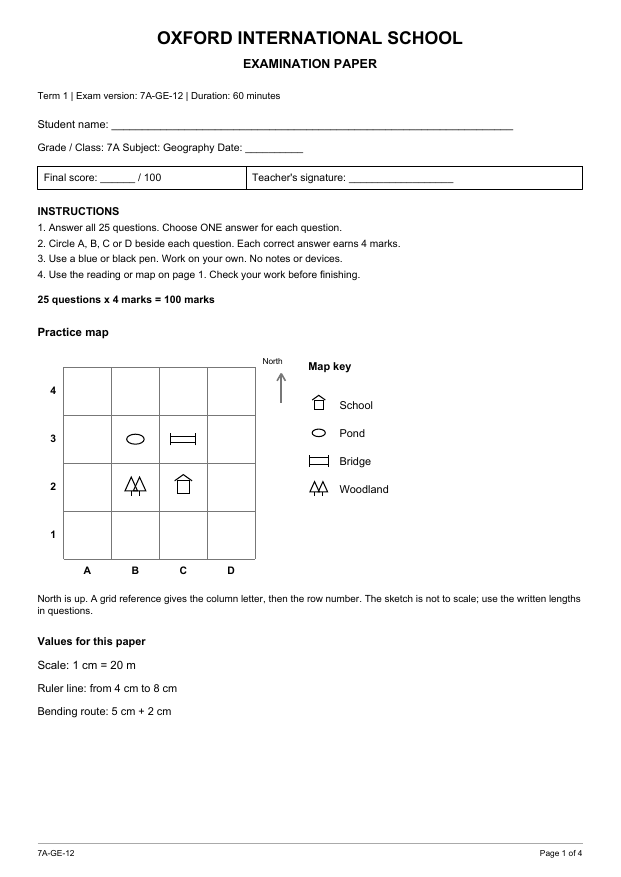 OXFORD INTERNATIONAL SCHOOL
EXAMINATION PAPER
Term 1 | Exam version: 7A-GE-12 | Duration: 60 minutes
Student name: _______________________________________________________________
Grade / Class: 7A Subject: Geography Date: _________
Final score: ______ / 100
Teacher's signature: __________________
INSTRUCTIONS
1. Answer all 25 questions. Choose ONE answer for each question.
2. Circle A, B, C or D beside each question. Each correct answer earns 4 marks.
3. Use a blue or black pen. Work on your own. No notes or devices.
4. Use the reading or map on page 1. Check your work before finishing.
25 questions x 4 marks = 100 marks
Practice map
North
4
3
2
1
A B C D
Map key
School
Pond
Bridge
Woodland
North is up. A grid reference gives the column letter, then the row number. The sketch is not to scale; use the written lengths
in questions.
Values for this paper
Scale: 1 cm = 20 m
Ruler line: from 4 cm to 8 cm
Bending route: 5 cm + 2 cm
7A-GE-12
Page 1 of 4